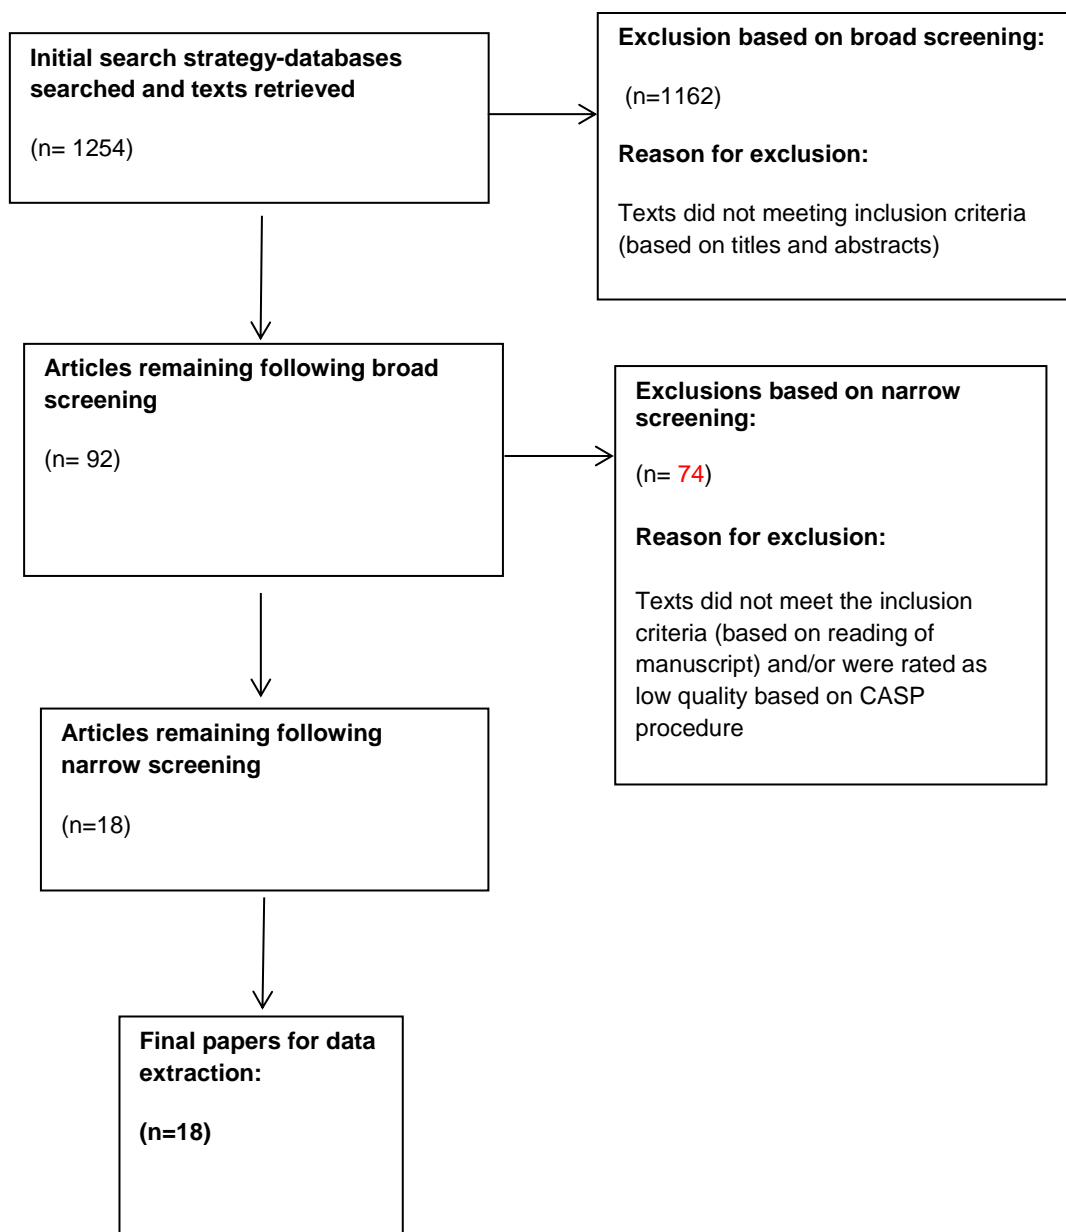 Initial search strategy-databases
searched and texts retrieved
(n= 1254)
Exclusion based on broad screening:
(n=1162)
Reason for exclusion:
Texts did not meeting inclusion criteria
(based on titles and abstracts)
Articles remaining following broad
screening
(n= 92)
Exclusions based on narrow
screening:
(n= 74)
Reason for exclusion:
Texts did not meet the inclusion
criteria (based on reading of
manuscript) and/or were rated as
low quality based on CASP
procedure
Articles remaining following
narrow screening
(n=18)
Final papers for data
extraction:
(n=18)